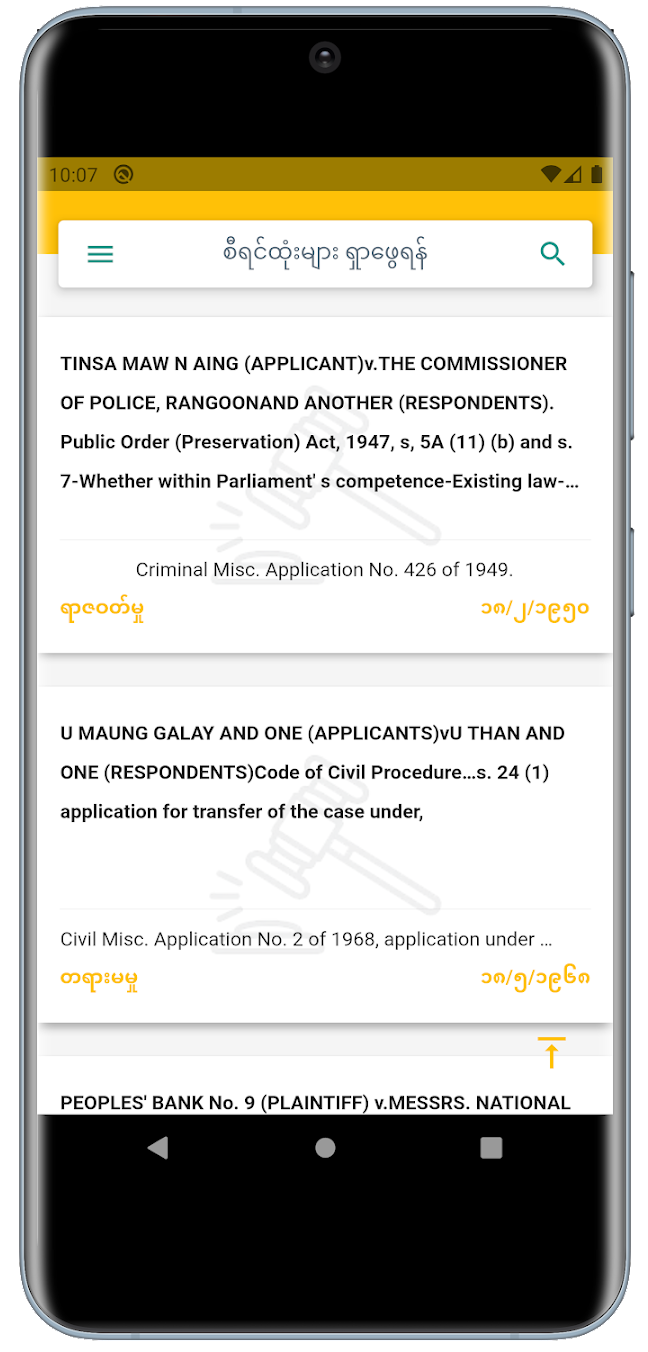 10:07
စီရင်ထုံးများ ရှာဖွေရန်
TINSA MAW N AING (APPLICANT)v.THE COMMISSIONER
OF POLICE, RANGOONAND ANOTHER (RESPONDENTS).
Public Order (Preservation) Act, 1947, s, 5A (11) (b) and s.
7-Whether within Parliament' s competence-Existing law-...
Criminal Misc. Application No. 426 of 1949.
ရာဇဝတ်မှု ၁၈/၂/၁၉၅၀
U MAUNG GALAY AND ONE (APPLICANTS)vU THAN AND
ONE (RESPONDENTS)Code of Civil Procedure...s. 24 (1)
application for transfer of the case under,
Civil Misc. Application No. 2 of 1968, application under ...
တရားမမှု ၁၈/၅/၁၉၆၈
PEOPLES' BANK No. 9 (PLAINTIFF) v.MESSRS. NATIONAL